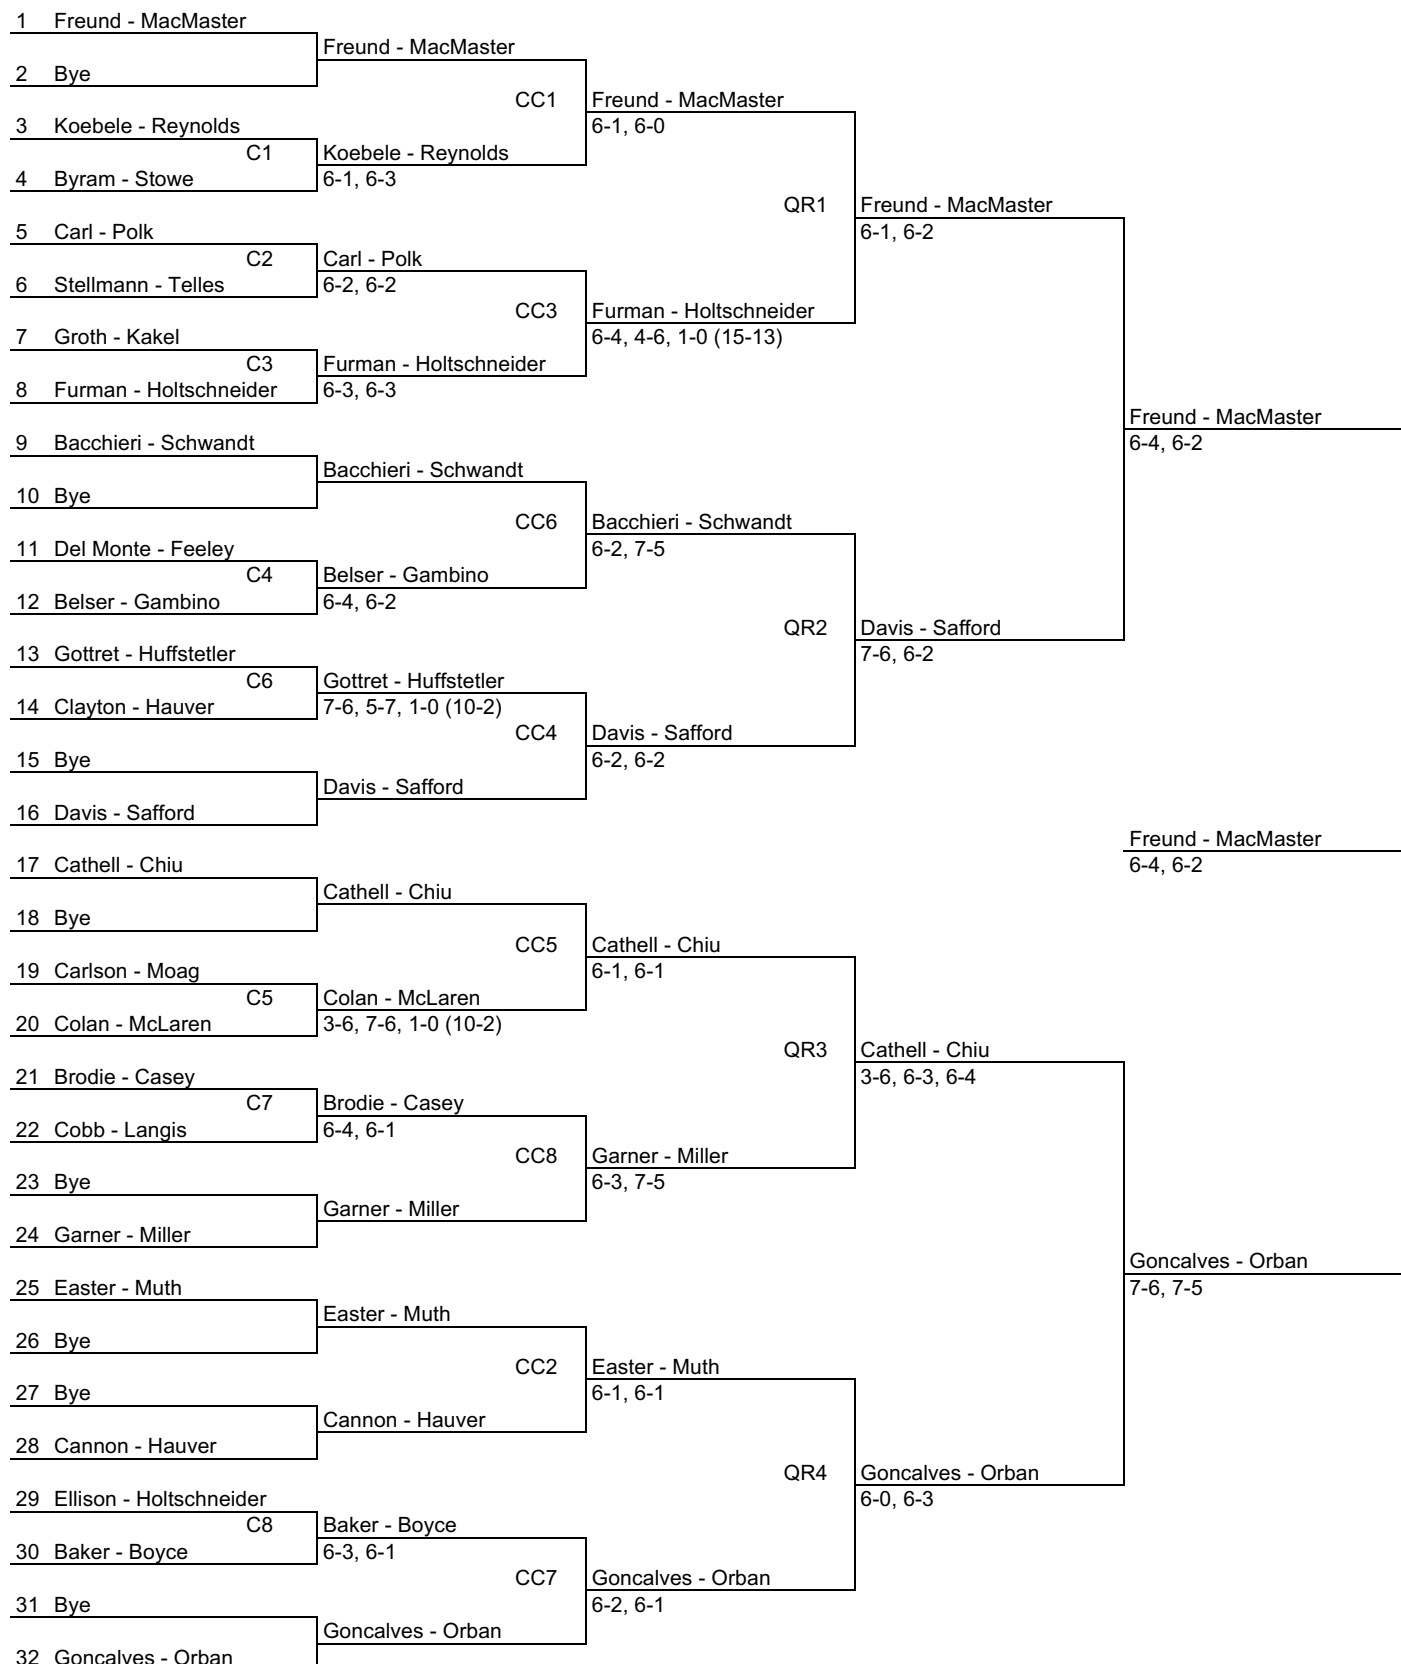 1 Freund - MacMaster
Freund - MacMaster
2 Bye
CC1 Freund - MacMaster
3 Koebele - Reynolds 6-1, 6-0
C1 Koebele - Reynolds
4 Byram - Stowe 6-1, 6-3
QR1 Freund - MacMaster
5 Carl - Polk 6-1, 6-2
C2 Carl - Polk
6 Stellmann - Telles 6-2, 6-2
CC3 Furman - Holtschneider
7 Groth - Kakel 6-4, 4-6, 1-0 (15-13)
C3 Furman - Holtschneider
8 Furman - Holtschneider 6-3, 6-3
Freund - MacMaster
9 Bacchieri - Schwandt 6-4, 6-2
Bacchieri - Schwandt
10 Bye
CC6 Bacchieri - Schwandt
11 Del Monte - Feeley 6-2, 7-5
C4 Belser - Gambino
12 Belser - Gambino 6-4, 6-2
QR2 Davis - Safford
13 Gottret - Huffstetler 7-6, 6-2
C6 Gottret - Huffstetler
14 Clayton - Hauver 7-6, 5-7, 1-0 (10-2)
CC4 Davis - Safford
15 Bye 6-2, 6-2
Davis - Safford
16 Davis - Safford
Freund - MacMaster
17 Cathell - Chiu 6-4, 6-2
Cathell - Chiu
18 Bye
CC5 Cathell - Chiu
19 Carlson - Moag 6-1, 6-1
C5 Colan - McLaren
20 Colan - McLaren 3-6, 7-6, 1-0 (10-2)
QR3 Cathell - Chiu
21 Brodie - Casey 3-6, 6-3, 6-4
C7 Brodie - Casey
22 Cobb - Langis 6-4, 6-1
CC8 Garner - Miller
23 Bye 6-3, 7-5
Garner - Miller
24 Garner - Miller
Goncalves - Orban
25 Easter - Muth 7-6, 7-5
Easter - Muth
26 Bye
CC2 Easter - Muth
27 Bye 6-1, 6-1
Cannon - Hauver
28 Cannon - Hauver
QR4 Goncalves - Orban
29 Ellison - Holtschneider 6-0, 6-3
C8 Baker - Boyce
30 Baker - Boyce 6-3, 6-1
CC7 Goncalves - Orban
31 Bye 6-2, 6-1
Goncalves - Orban
32 Goncalves - Orban